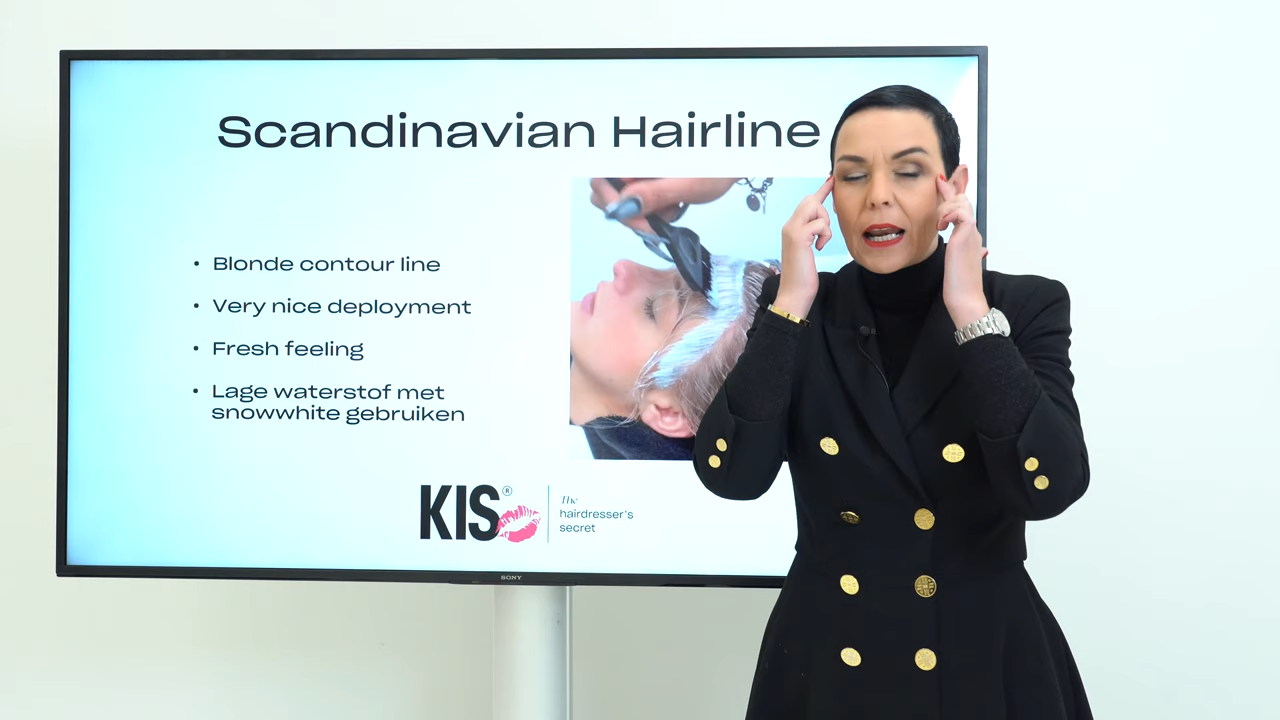 Scandinavian Hairline
• Blonde contour line
• Very nice deployment
• Fresh feeling
• Lage waterstof met
snowwhite gebruiken
KIS®
The
hairdresser's
secret
SONY